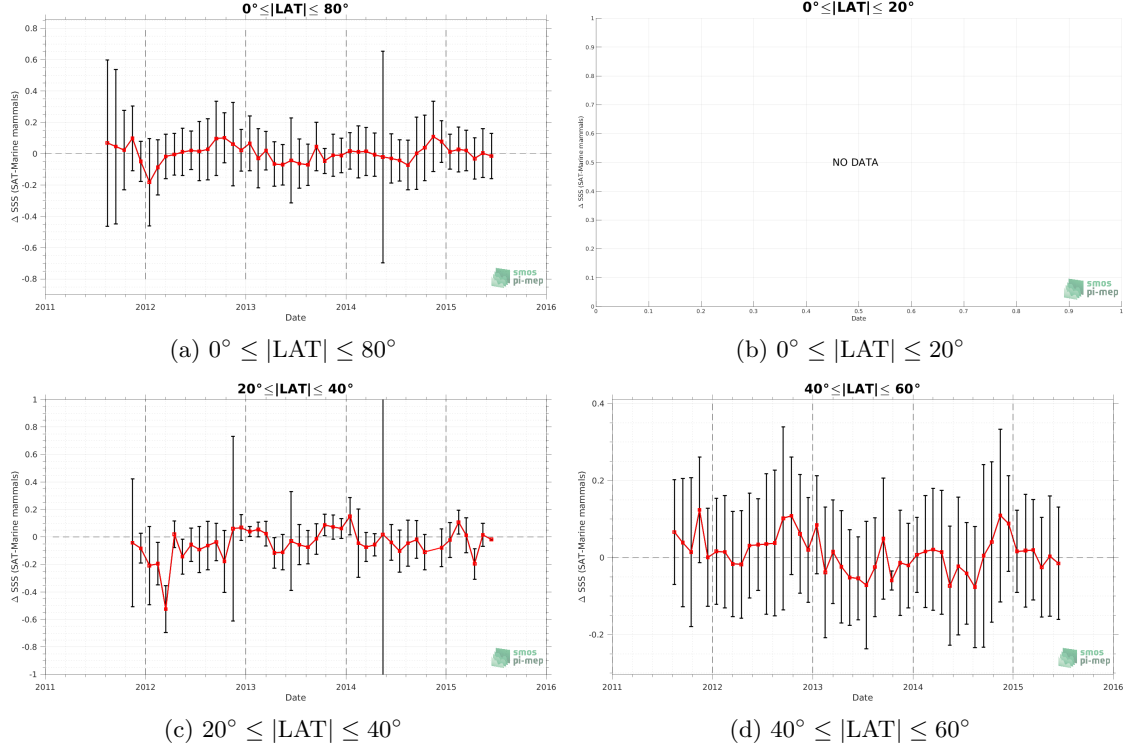 0°≤|LAT|≤ 80°
Δ SSS (SAT-Marine mammals)
0.8
0.6
0.4
0.2
0
-0.2
-0.4
-0.6
-0.8
2011
2012
2013
2014
2015
2016
Date
smos
pi-mep
(a) 0° ≤ |LAT| ≤ 80°
0°≤|LAT|≤ 20°
Δ SSS (SAT-Marine mammals)
1
0.9
0.8
0.7
0.6
0.5
0.4
0.3
0.2
0.1
0
NO DATA
0
0.1
0.2
0.3
0.4
0.5
0.6
0.7
0.8
0.9
1
Date
smos
pi-mep
(b) 0° ≤ |LAT| ≤ 20°
20°≤|LAT|≤ 40°
Δ SSS (SAT-Marine mammals)
1
0.8
0.6
0.4
0.2
0
-0.2
-0.4
-0.6
-0.8
-1
2011
2012
2013
2014
2015
2016
Date
smos
pi-mep
(c) 20° ≤ |LAT| ≤ 40°
40°≤|LAT|≤ 60°
Δ SSS (SAT-Marine mammals)
0.4
0.2
0
-0.2
2011
2012
2013
2014
2015
2016
Date
smos
pi-mep
(d) 40° ≤ |LAT| ≤ 60°